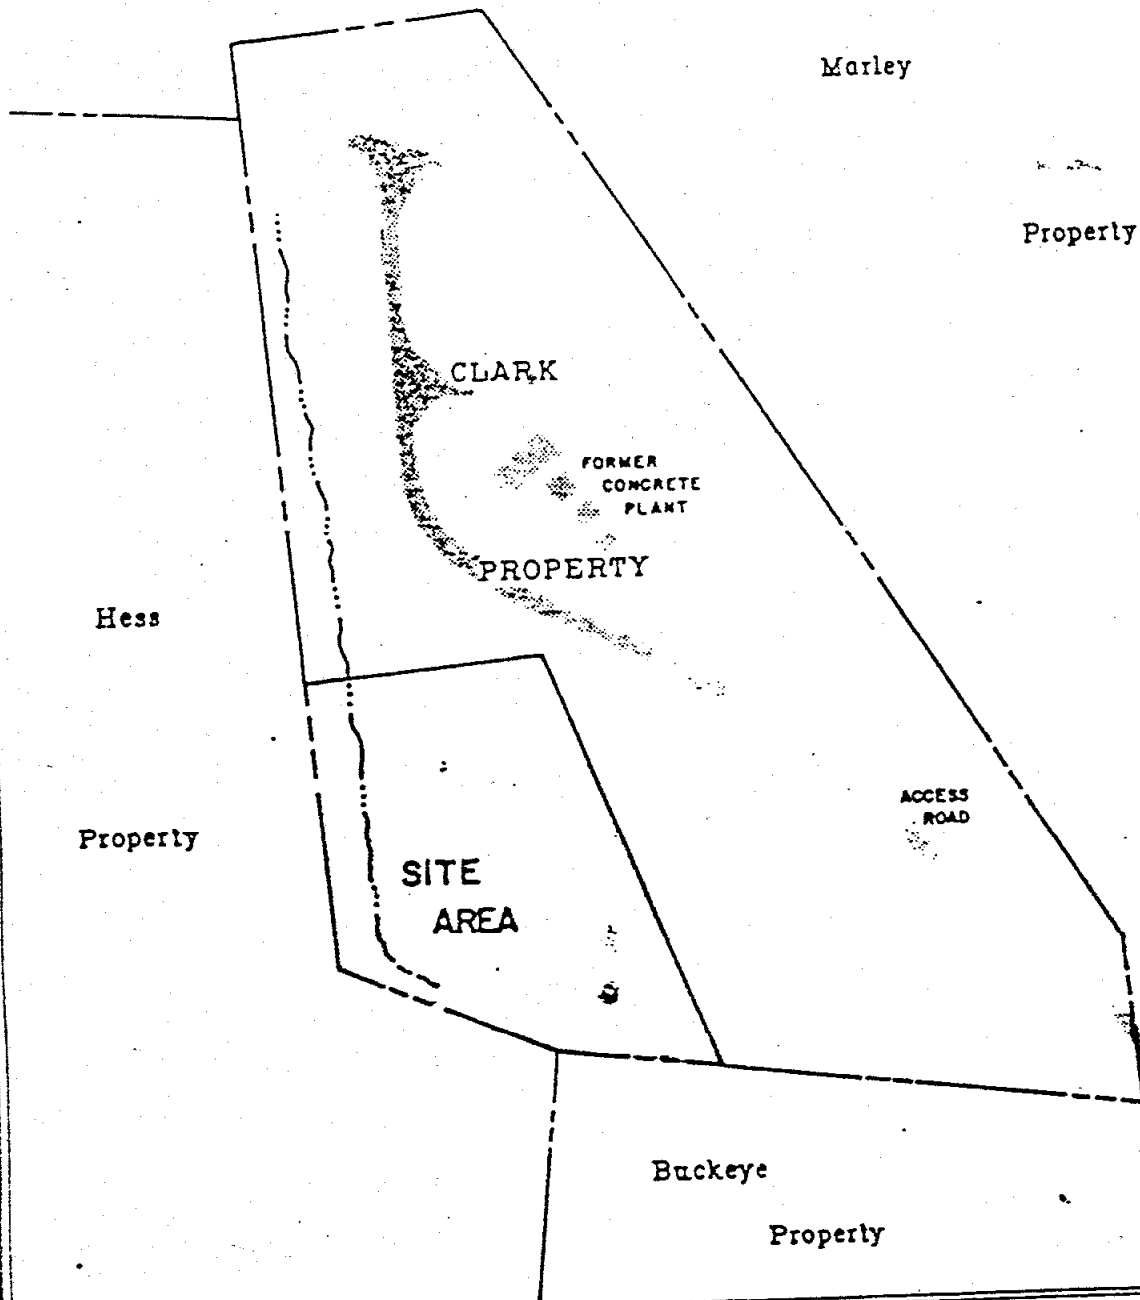 Marley
Property
CLARK
FORMER
CONCRETE
PLANT
PROPERTY
Hess
Property
ACCESS
ROAD
SITE
AREA
Buckeye
Property